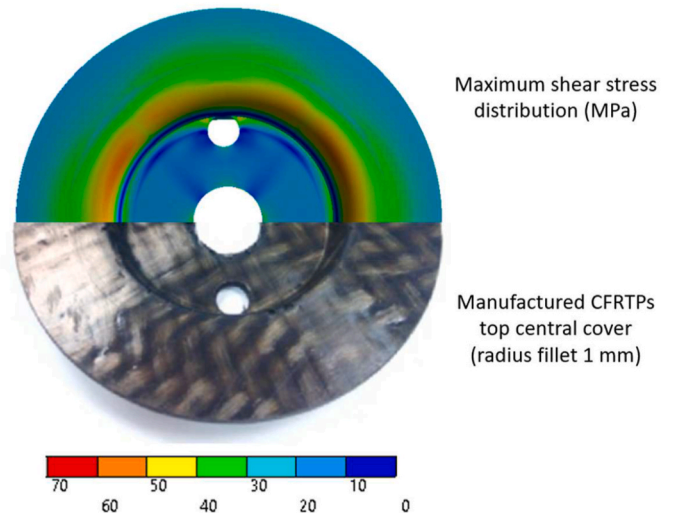 Maximum shear stress
distribution (MPa)
Manufactured CFRTPs
top central cover
(radius fillet 1 mm)
70 50 30 10
60 40 20 0